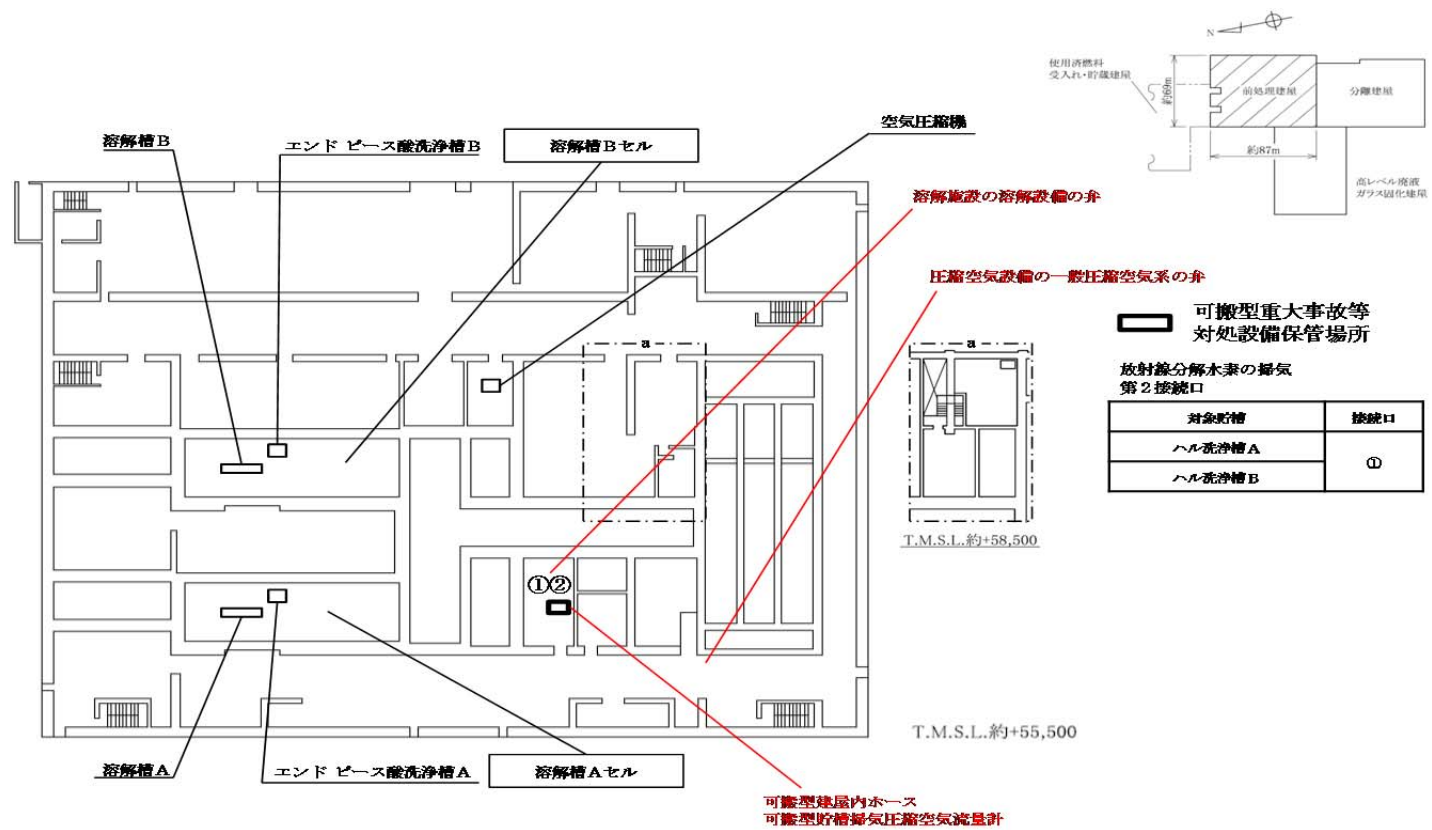 N
使用済燃料
受入れ・貯蔵建屋
約69m
前処理建屋
分離建屋
約87m
高レベル廃液
ガラス固化建屋
溶解槽B
エンド ピース酸洗浄槽B
溶解槽Bセル
空気圧縮機
溶解施設の溶解設備の弁
圧縮空気設備の一般圧縮空気系の弁
可搬型重大事故等
対処設備保管場所
a
a
放射線分解水素の掃気
第2接続口
対象貯槽 接続口
ハル洗浄槽A ①
ハル洗浄槽B
T.M.S.L.約+58,500
①②
T.M.S.L.約+55,500
溶解槽A
エンド ピース酸洗浄槽A
溶解槽Aセル
可搬型建屋内ホース
可搬型貯槽掃気圧縮空気流量計